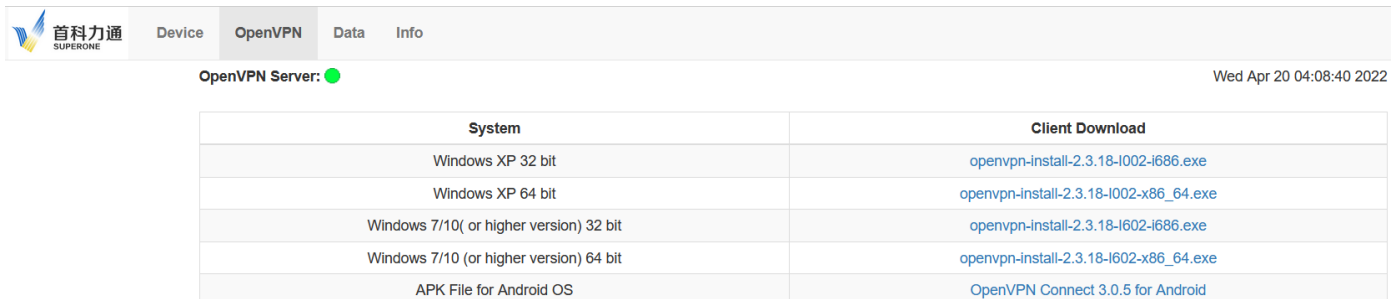 首科力通
SUPERONE
Device OpenVPN Data Info
OpenVPN Server: Wed Apr 20 04:08:40 2022
System Client Download
Windows XP 32 bit openvpn-install-2.3.18-I002-i686.exe
Windows XP 64 bit openvpn-install-2.3.18-I002-x86_64.exe
Windows 7/10( or higher version) 32 bit openvpn-install-2.3.18-I602-i686.exe
Windows 7/10 (or higher version) 64 bit openvpn-install-2.3.18-I602-x86_64.exe
APK File for Android OS OpenVPN Connect 3.0.5 for Android